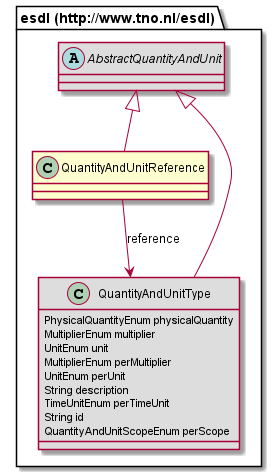 esdl (http://www.tno.nl/esdl)
A AbstractQuantityAndUnit
C QuantityAndUnitReference
reference
C QuantityAndUnitType
PhysicalQuantityEnum physicalQuantity
MultiplierEnum multiplier
UnitEnum unit
MultiplierEnum perMultiplier
UnitEnum perUnit
String description
TimeUnitEnum perTimeUnit
String id
QuantityAndUnitScopeEnum perScope